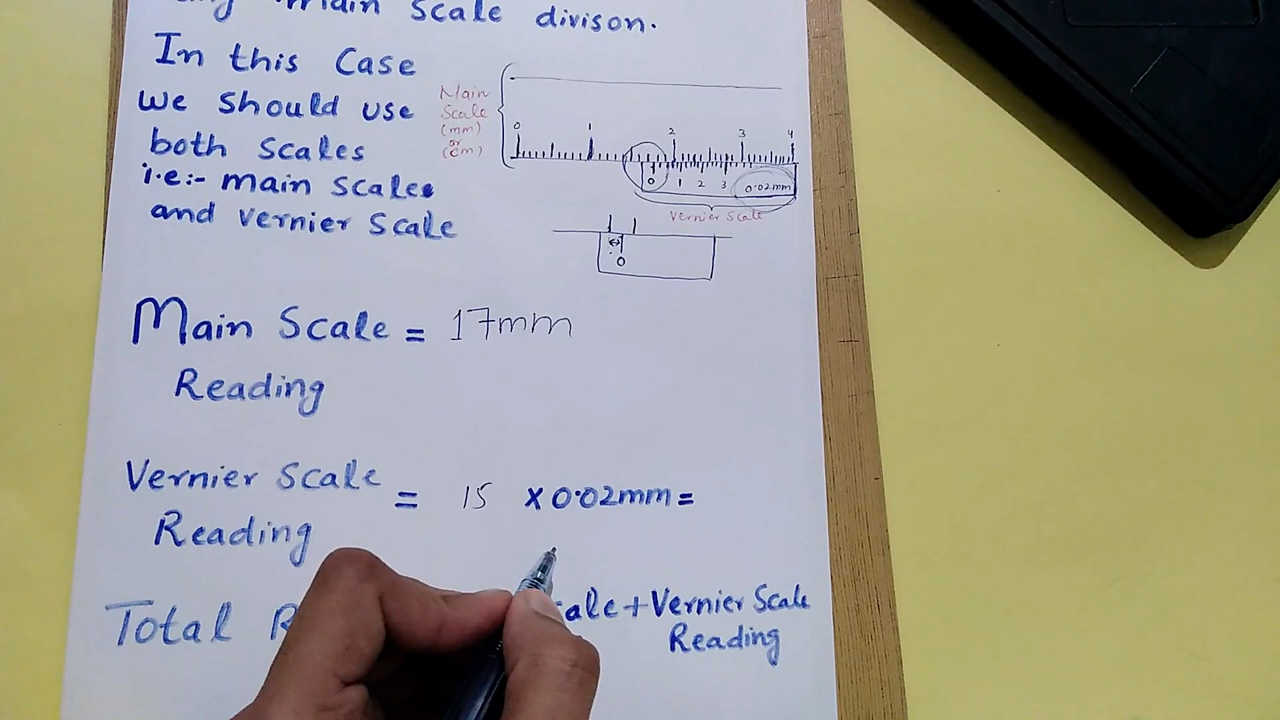 main scale divison.
In this Case
we should use
both scales
i.e:- main scales
and vernier scale
Main
Scale
(mm)
or
(cm)
0 1 2 3 4
0 1 2 3 0.02mm
Vernier Scale
0
Main Scale = 17mm
Reading
Vernier Scale
Reading
= 15 x 0.02mm =
Total
+ Vernier Scale
Reading